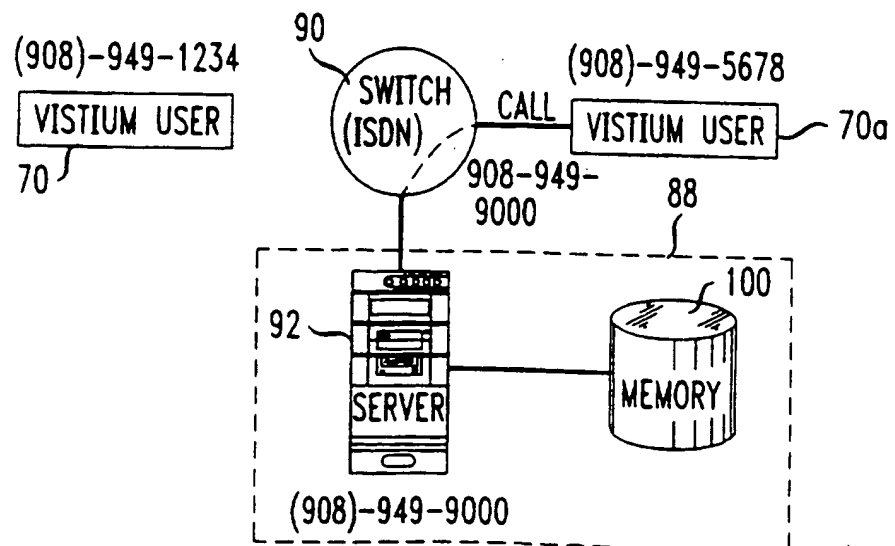 90
(908)-949-1234
(908)-949-5678
SWITCH
(ISDN)
CALL
VISTIUM USER
VISTIUM USER
70
70a
908-949-
9000
88
100
92
SERVER
MEMORY
(908)-949-9000